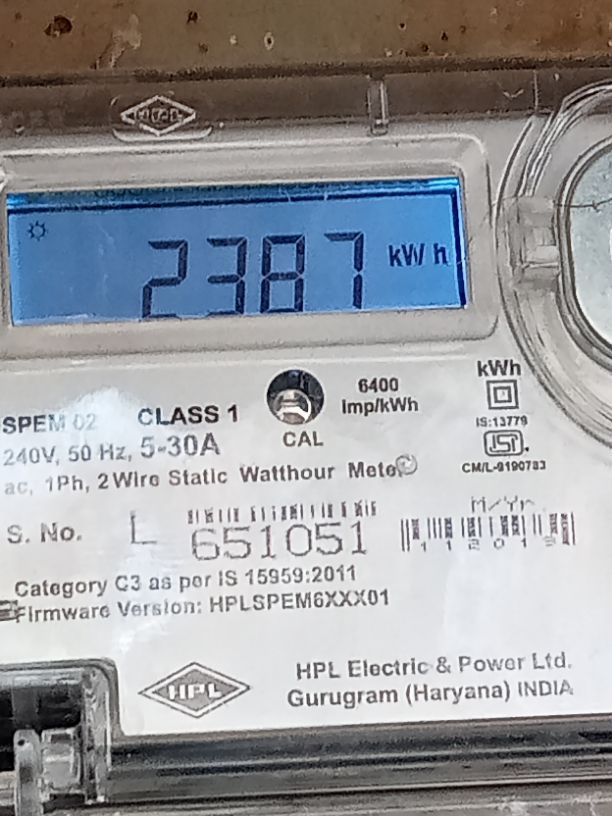 HPL
2387 kWh
SPEM 02 CLASS 1
6400
Imp/kWh
kWh
CAL
IS:13779
240V, 50 Hz, 5-30A
CM/L-9190783
ac, 1Ph, 2 Wire Static Watthour Meter
M/Yr.
S. No. L 651051
112019
Category C3 as per IS 15959:2011
Firmware Version: HPLSPEM6XXX01
HPL
HPL Electric & Power Ltd.
Gurugram (Haryana) INDIA